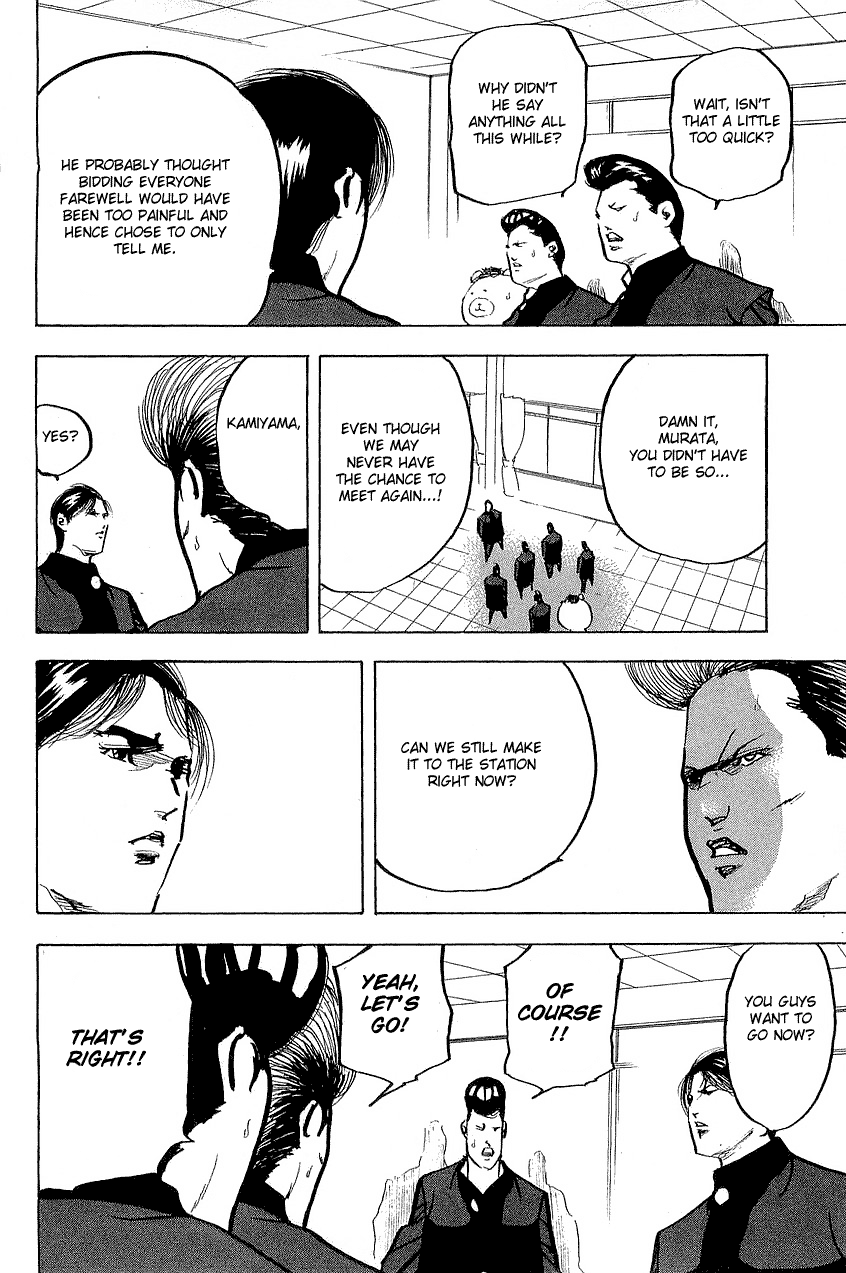 WAIT, ISN'T
THAT A LITTLE
TOO QUICK?
WHY DIDN'T
HE SAY
ANYTHING ALL
THIS WHILE?
HE PROBABLY THOUGHT
BIDDING EVERYONE
FAREWELL WOULD HAVE
BEEN TOO PAINFUL AND
HENCE CHOSE TO ONLY
TELL ME.
DAMN IT,
MURATA,
YOU DIDN'T HAVE
TO BE SO...
EVEN THOUGH
WE MAY
NEVER HAVE
THE CHANCE TO
MEET AGAIN...!
KAMIYAMA,
YES?
CAN WE STILL MAKE
IT TO THE STATION
RIGHT NOW?
YOU GUYS
WANT TO
GO NOW?
OF
COURSE
!!
YEAH,
LET'S
GO!
THAT'S
RIGHT!!